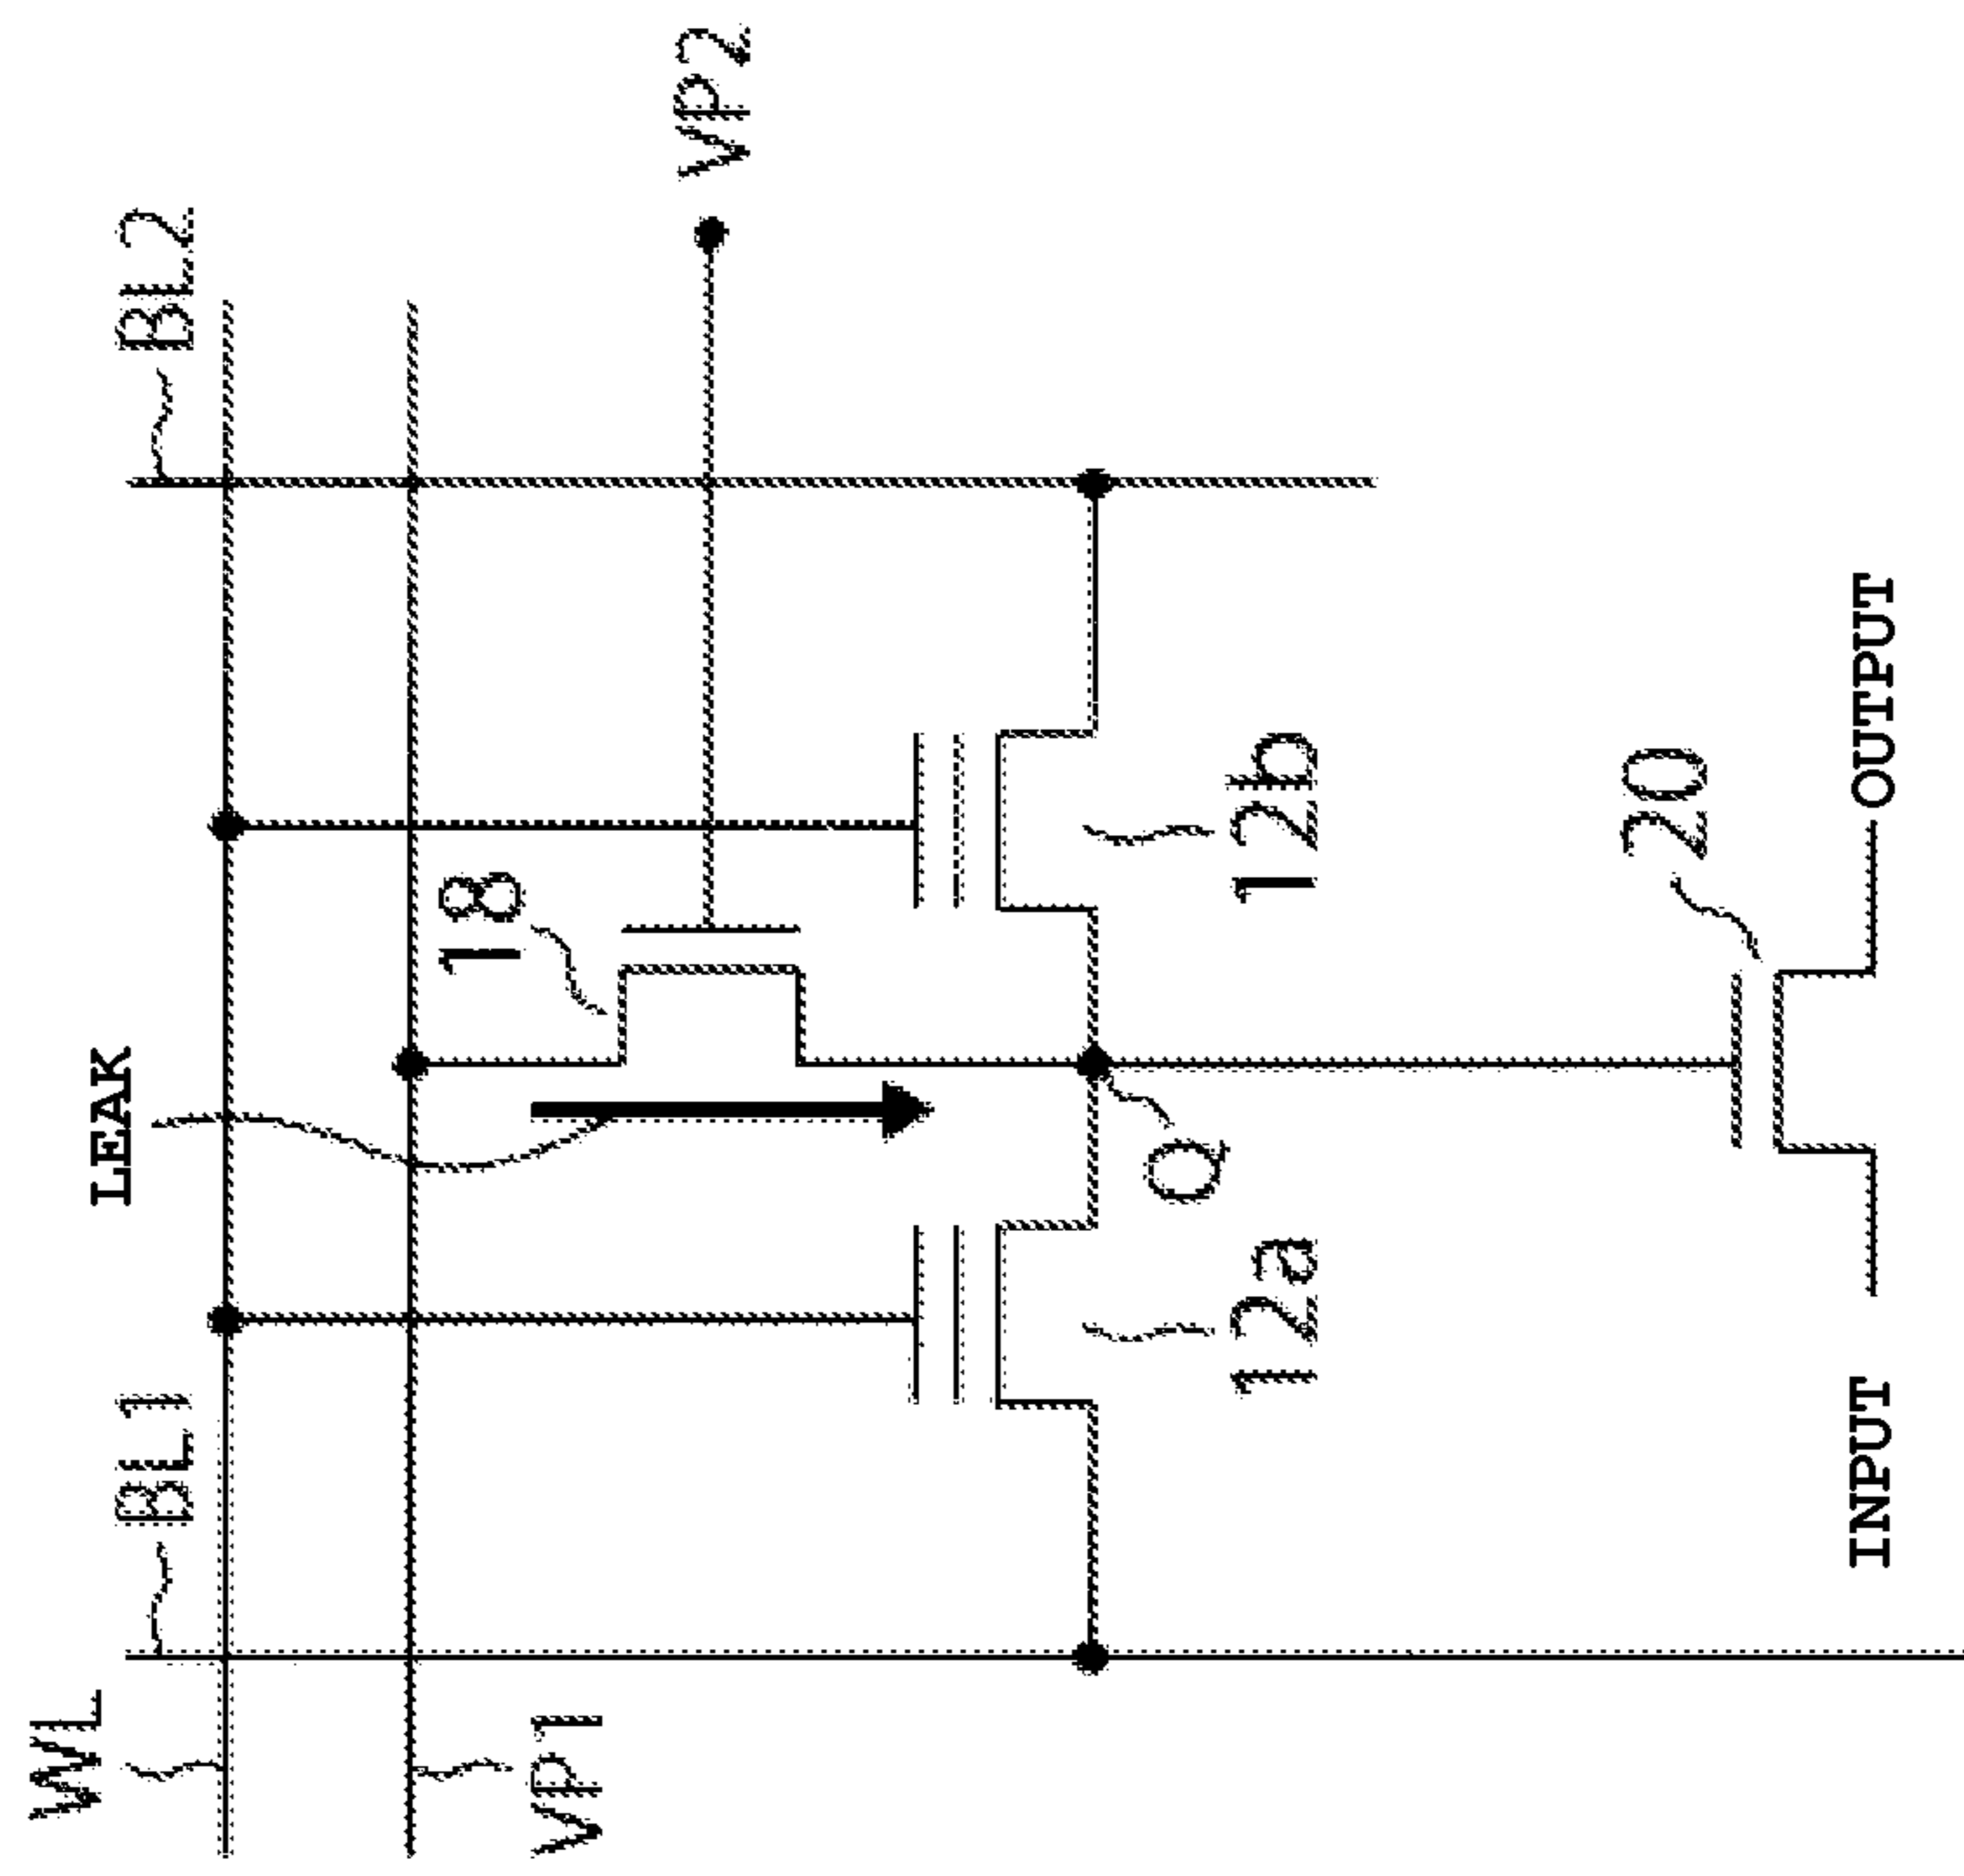 WL
BL1
LEAK
BL2
VP1
18
VP2
12a
Q
12b
20
INPUT
OUTPUT